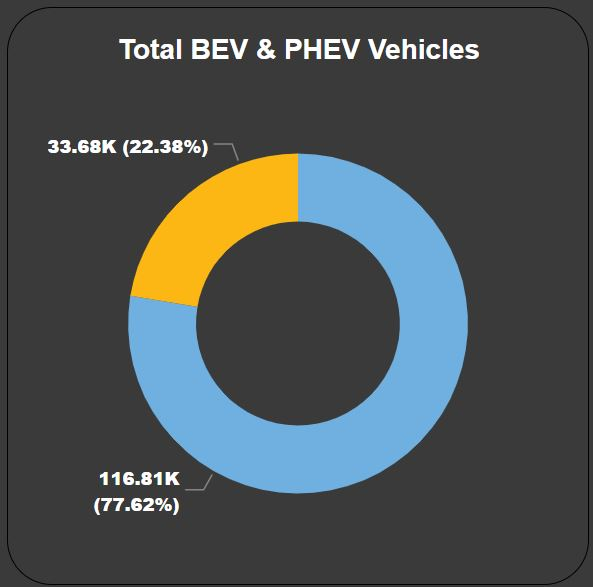 Total BEV & PHEV Vehicles
33.68K (22.38%)
116.81K
(77.62%)